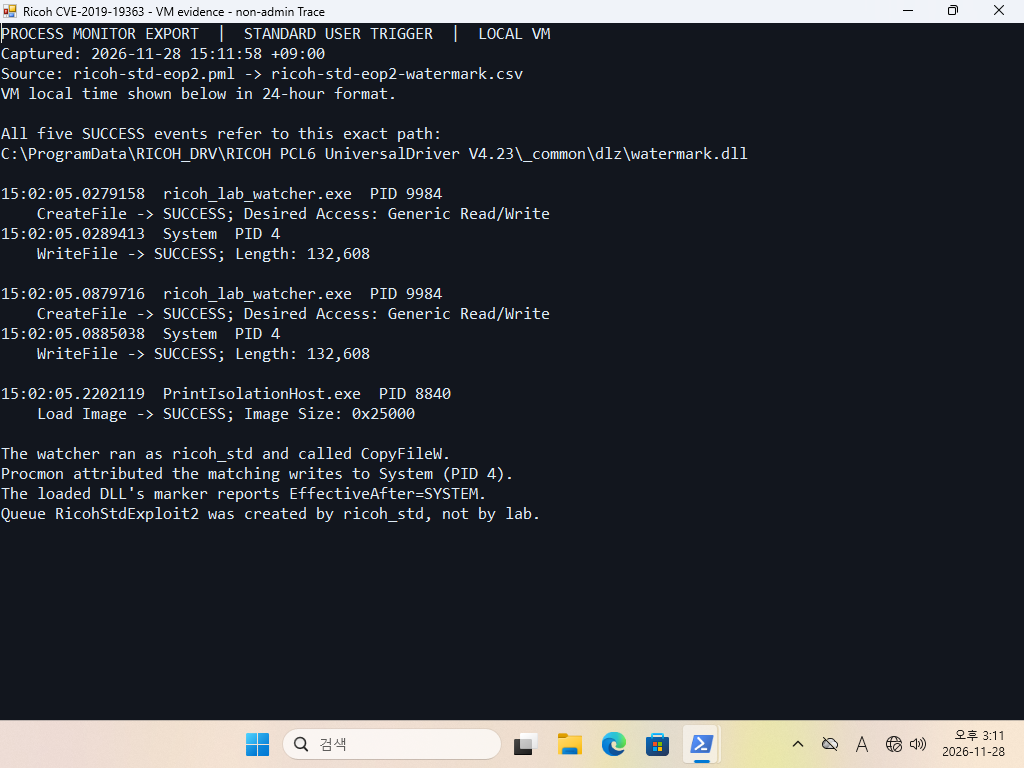 Ricoh CVE-2019-19363 - VM evidence - non-admin Trace
PROCESS MONITOR EXPORT | STANDARD USER TRIGGER | LOCAL VM
Captured: 2026-11-28 15:11:58 +09:00
Source: ricoh-std-eop2.pml -> ricoh-std-eop2-watermark.csv
VM local time shown below in 24-hour format.
All five SUCCESS events refer to this exact path:
C:\ProgramData\RICOH_DRV\RICOH PCL6 UniversalDriver V4.23\_common\dlz\watermark.dll
15:02:05.0279158 ricoh_lab_watcher.exe PID 9984
CreateFile -> SUCCESS; Desired Access: Generic Read/Write
15:02:05.0289413 System PID 4
WriteFile -> SUCCESS; Length: 132,608
15:02:05.0879716 ricoh_lab_watcher.exe PID 9984
CreateFile -> SUCCESS; Desired Access: Generic Read/Write
15:02:05.0885038 System PID 4
WriteFile -> SUCCESS; Length: 132,608
15:02:05.2202119 PrintIsolationHost.exe PID 8840
Load Image -> SUCCESS; Image Size: 0x25000
The watcher ran as ricoh_std and called CopyFileW.
Procmon attributed the matching writes to System (PID 4).
The loaded DLL's marker reports EffectiveAfter=SYSTEM.
Queue RicohStdExploit2 was created by ricoh_std, not by lab.
검색
A
오후 3:11
2026-11-28